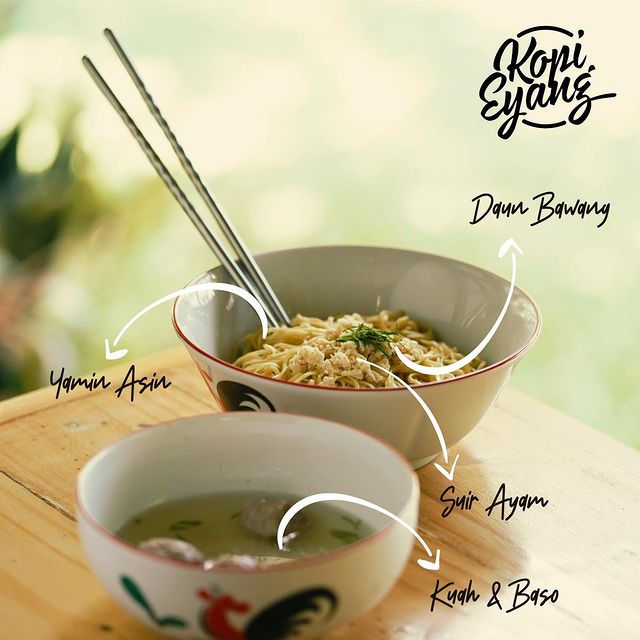 Kopi
Eyang
Daun Bawang
Yamin Asin
Suir Ayam
Kuah & Baso